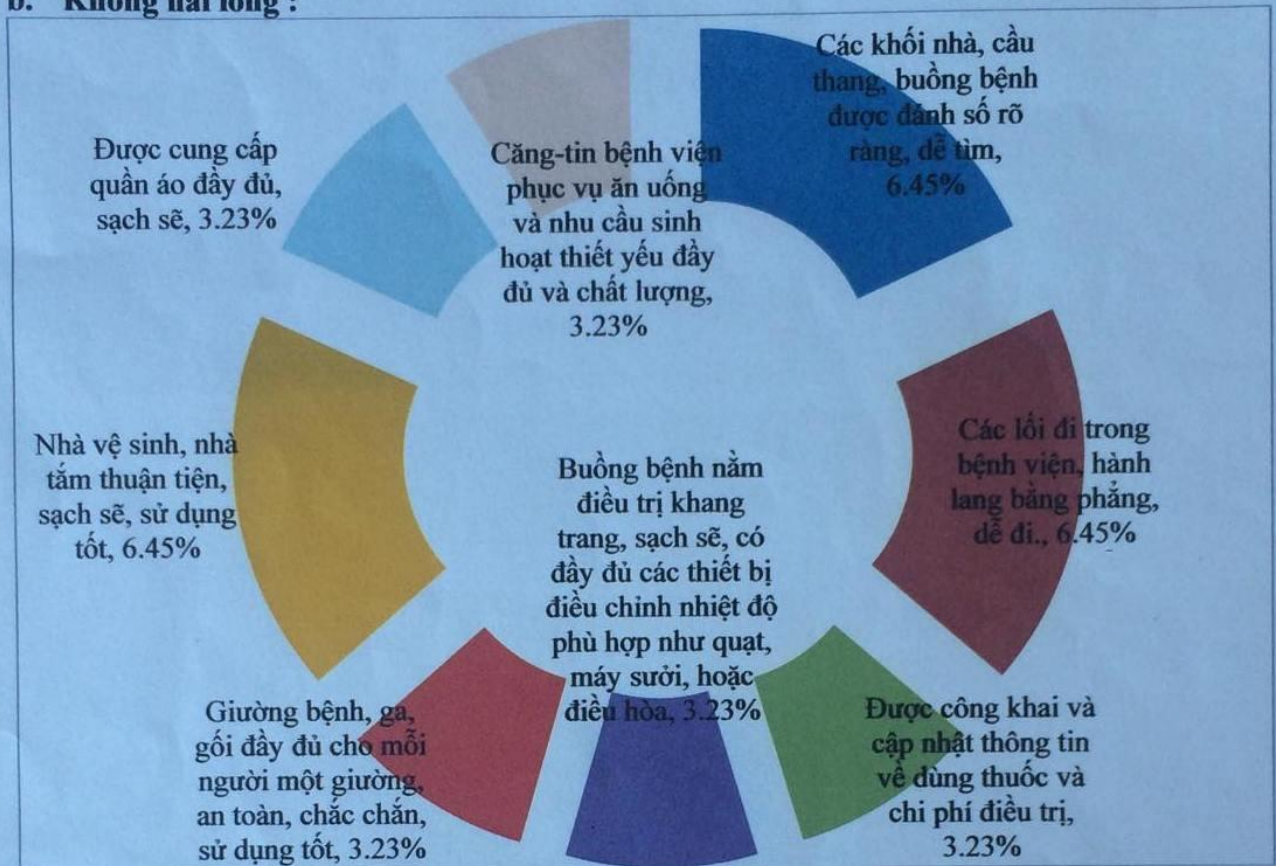 b. Không hài lòng :
Các khối nhà, cầu
thang, buồng bệnh
được đánh số rõ
ràng, dễ tìm,
6.45%
Các lối đi trong
bệnh viện, hành
lang bằng phẳng,
dễ đi., 6.45%
Được công khai và
cập nhật thông tin
về dùng thuốc và
chi phí điều trị,
3.23%
Buồng bệnh nằm
điều trị khang
trang, sạch sẽ, có
đầy đủ các thiết bị
điều chỉnh nhiệt độ
phù hợp như quạt,
máy sưởi, hoặc
điều hòa, 3.23%
Giường bệnh, ga,
gối đầy đủ cho mỗi
người một giường,
an toàn, chắc chắn,
sử dụng tốt, 3.23%
Nhà vệ sinh, nhà
tắm thuận tiện,
sạch sẽ, sử dụng
tốt, 6.45%
Được cung cấp
quần áo đầy đủ,
sạch sẽ, 3.23%
Căng-tin bệnh viện
phục vụ ăn uống
và nhu cầu sinh
hoạt thiết yếu đầy
đủ và chất lượng,
3.23%